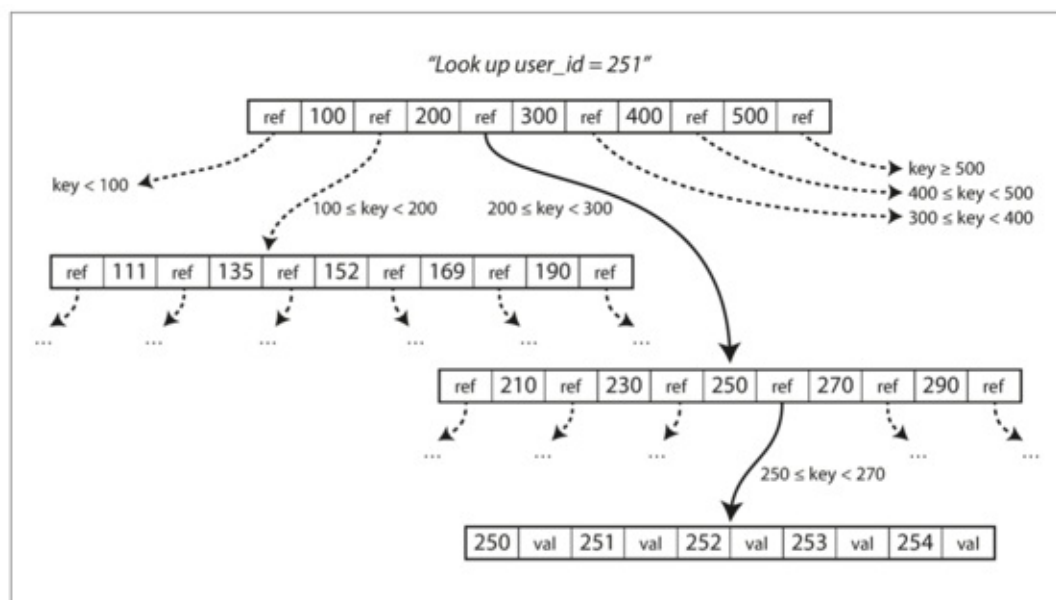 “Look up user_id = 251”
ref 100 ref 200 ref 300 ref 400 ref 500 ref
key < 100
key ≥ 500
400 ≤ key < 500
300 ≤ key < 400
100 ≤ key < 200
200 ≤ key < 300
ref 111 ref 135 ref 152 ref 169 ref 190 ref
... ... ... ... ... ...
ref 210 ref 230 ref 250 ref 270 ref 290 ref
... ... ... ... ...
250 ≤ key < 270
250 val 251 val 252 val 253 val 254 val